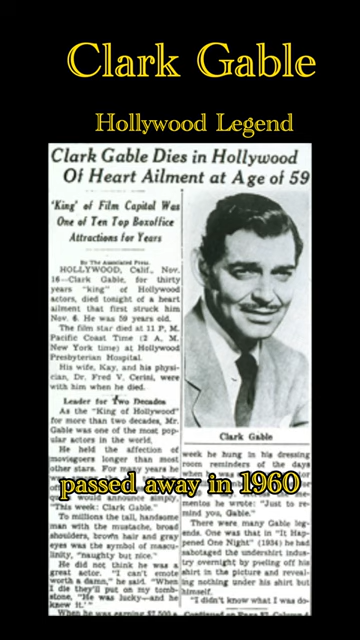 Clark Gable
Hollywood Legend
Clark Gable Dies in Hollywood
Of Heart Ailment at Age of 59
'King' of Film Capital Was
One of Ten Top Boxoffice
Attractions for Years
By The Associated Press.
HOLLYWOOD, Calif., Nov.
16—Clark Gable, for thirty
years "king" of Hollywood
actors, died tonight of a heart
ailment that first struck him
Nov. 6. He was 59 years old.
The film star died at 11 P. M.
Pacific Coast Time (2 A. M.
New York time) at Hollywood
Presbyterian Hospital.
His wife, Kay, and his physi-
cian, Dr. Fred V. Cerini, were
with him when he died.
Leader for Two Decades
As the "King of Hollywood"
for more than two decades, Mr.
Gable was one of the most pop-
ular actors in the world.
He held the affection of
moviegoers longer than most
other stars. For many years he
would announce simply,
"This week: Clark Gable."
To millions the tall, handsome
man with the mustache, broad
shoulders, brown hair and gray
eyes was the symbol of mascu-
linity, "naughty but nice."
He did not think he was a
great actor. "I can't emote
worth a damn," he said. "When
I die they'll put on my tomb-
stone, "He was lucky—and he
knew it.'"
When he was earning $7,500 a
Clark Gable
week he hung in his dressing
room reminders of the days
when he was
mentos he wrote: "Just to re-
mind you, Gable."
There were many Gable leg-
ends. One was that in "It Hap-
pened One Night" (1934) he had
sabotaged the undershirt indus-
try overnight by peeling off his
shirt in the picture and reveal-
ing nothing under his shirt but
himself.
"I didn't know what I was do-
passed away in 1960